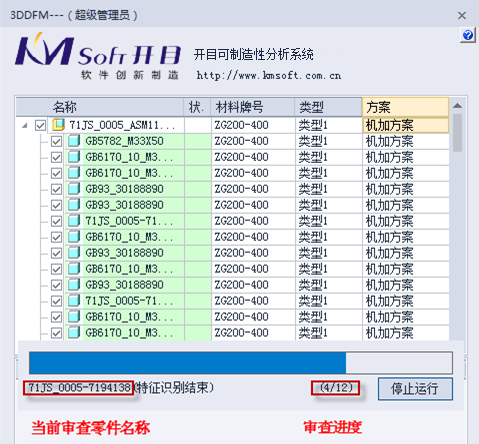 3DDFM---（超级管理员）
KMSoft开目
软件创新制造
开目可制造性分析系统
http://www.kmsoft.com.cn
名称 状. 材料牌号 类型 方案
71JS_0005_ASM11... ZG200-400 类型1 机加方案
GB5782_M33X50 ZG200-400 类型1 机加方案
GB6170_10_M3... ZG200-400 类型1 机加方案
GB93_30188890 ZG200-400 类型1 机加方案
GB93_30188890 ZG200-400 类型1 机加方案
GB6170_10_M3... ZG200-400 类型1 机加方案
71JS_0005-71... ZG200-400 类型1 机加方案
GB6170_10_M3... ZG200-400 类型1 机加方案
GB93_30188890 ZG200-400 类型1 机加方案
GB6170_10_M3... ZG200-400 类型1 机加方案
GB93_30188890 ZG200-400 类型1 机加方案
71JS_0005-71... ZG200-400 类型1 机加方案
GB6170_10_M3... ZG200-400 类型1 机加方案
GB6170_10_M3... ZG200-400 类型1 机加方案
71JS_0005-7194138(特征识别结束) (4/12) 停止运行
当前审查零件名称 审查进度